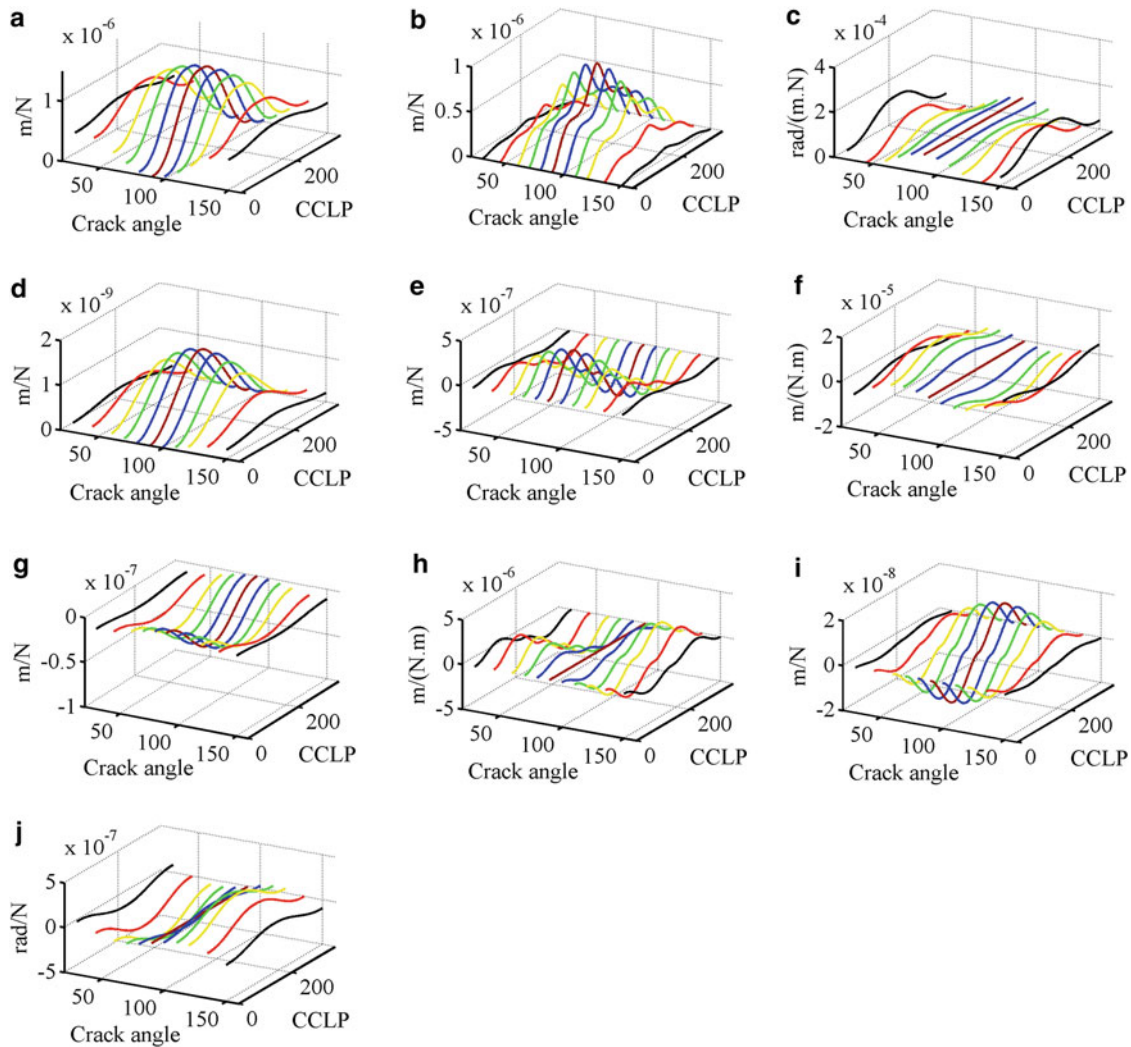 a
x 10-6
m/N
1
0
50
100
150
0
200
Crack angle
CCLP
b
x 10-6
m/N
1
0.5
0
50
100
150
0
200
Crack angle
CCLP
c
x 10-4
rad/(m.N)
4
2
0
50
100
150
0
200
Crack angle
CCLP
d
x 10-9
m/N
2
1
0
50
100
150
0
200
Crack angle
CCLP
e
x 10-7
m/N
5
0
-5
50
100
150
0
200
Crack angle
CCLP
f
x 10-5
m/(N.m)
2
0
-2
50
100
150
0
200
Crack angle
CCLP
g
x 10-7
m/N
0
-0.5
-1
50
100
150
0
200
Crack angle
CCLP
h
x 10-6
m/(N.m)
5
0
-5
50
100
150
0
200
Crack angle
CCLP
i
x 10-8
m/N
2
0
-2
50
100
150
0
200
Crack angle
CCLP
j
x 10-7
rad/N
5
0
-5
50
100
150
0
200
Crack angle
CCLP